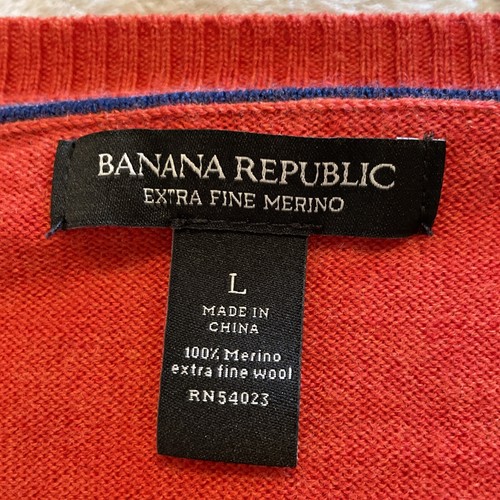 BANANA REPUBLIC
EXTRA FINE MERINO
L
MADE IN
CHINA
100% Merino
extra fine wool
RN54023